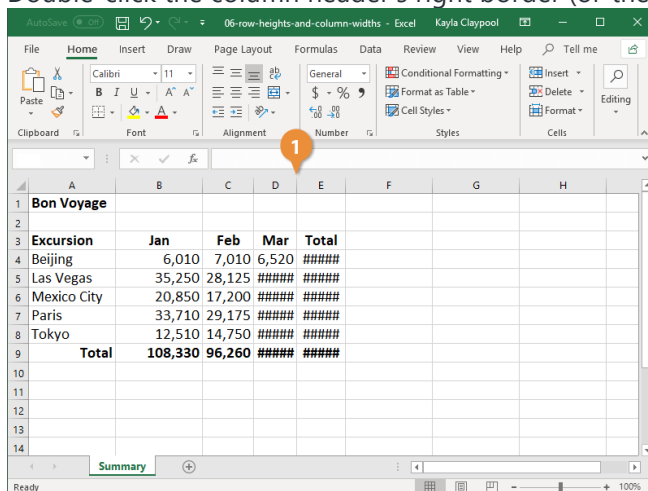 Double-click the column header's right border (or the
AutoSave Off 06-row-heights-and-column-widths - Excel Kayla Claypool
File Home Insert Draw Page Layout Formulas Data Review View Help Tell me
Paste Calibri 11 General Conditional Formatting Insert
B I U A A $ % 9 Format as Table Delete Editing
A Cell Styles Format
Clipboard Font Alignment Number Styles Cells
1
fx
A B C D E F G H
1 Bon Voyage
2
3 Excursion Jan Feb Mar Total
4 Beijing 6,010 7,010 6,520 #####
5 Las Vegas 35,250 28,125 ##### #####
6 Mexico City 20,850 17,200 ##### #####
7 Paris 33,710 29,175 ##### #####
8 Tokyo 12,510 14,750 ##### #####
9 Total 108,330 96,260 ##### #####
10
11
12
13
14
Summary
Ready 100%